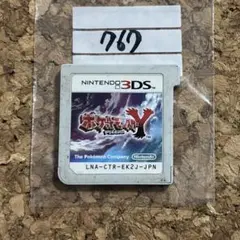 767
NINTENDO 3DS
ポケットモンスターY
The Pokémon Company
Nintendo
LNA-CTR-EK2J-JPN